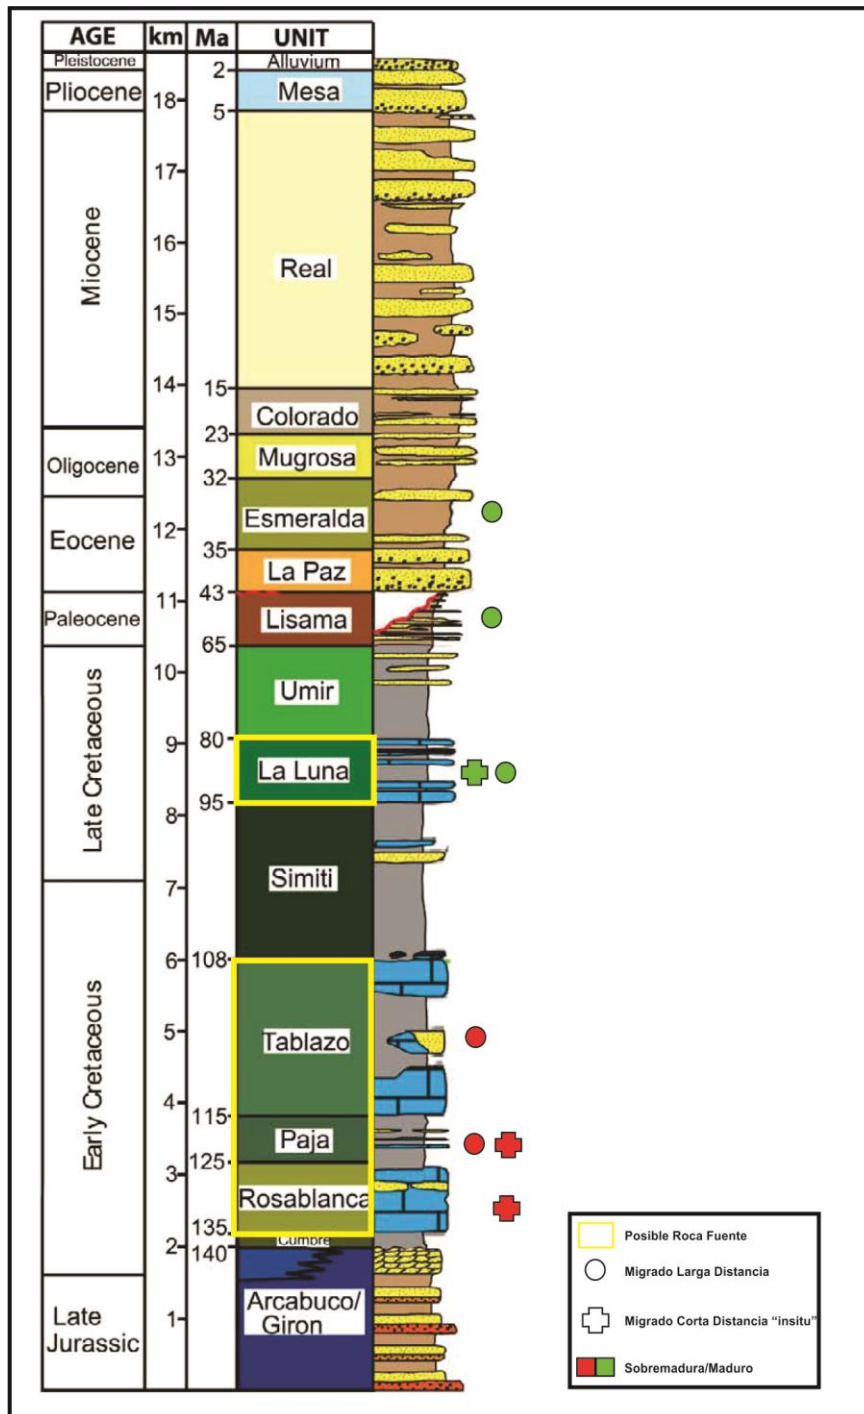 AGE km Ma UNIT
Pleistocene Alluvium
2
Pliocene Mesa
18
5
17
Miocene
16
Real
15
14
15
Colorado
23
13
Mugrosa
Oligocene
32
Esmeralda
12
Eocene
35
La Paz
11
43
Paleocene Lisama
65
10
Umir
Late Cretaceous
9
80
La Luna
95
8
Simiti
7
6
108
5
Tablazo
Early Cretaceous
4
115
Paja
125
3
Rosablanca
135
Cumbre
2
140
Arcabuco/
Giron
1
Late
Jurassic
Posible Roca Fuente
Migrado Larga Distancia
Migrado Corta Distancia “insitu”
Sobremadura/Maduro